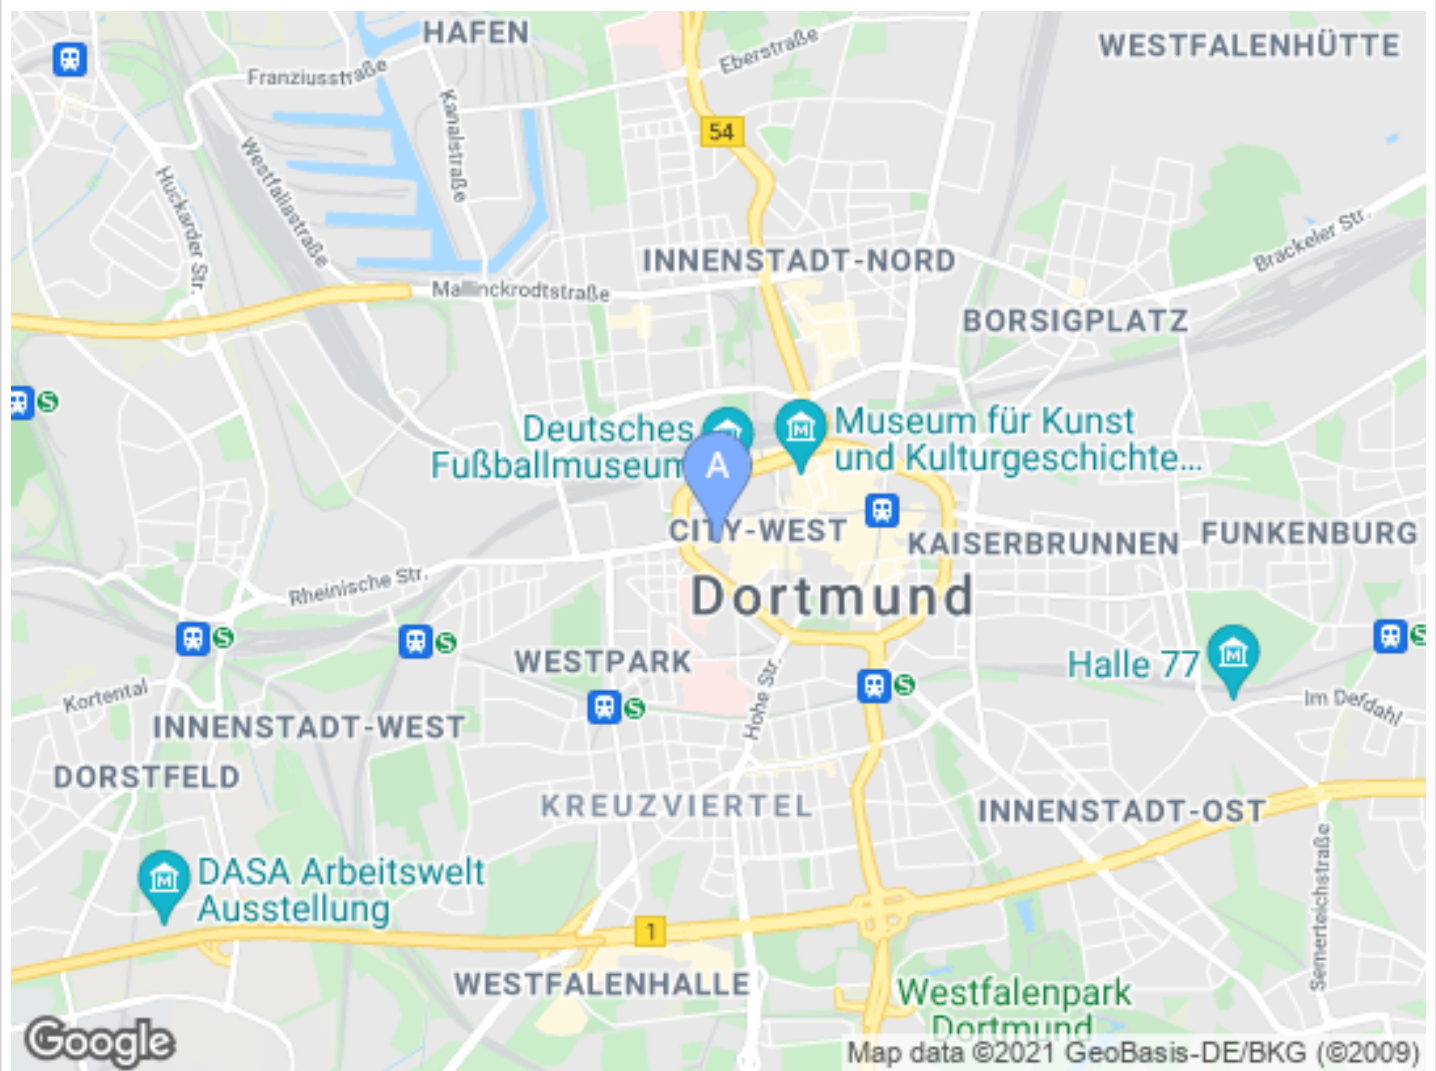 HAFEN
WESTFALENHÜTTE
Eberstraße
Franziusstraße
Kanalstraße
54
Westfaliastraße
Huckarder Str.
Brackeler Str.
INNENSTADT-NORD
Mallinckrodtstraße
BORSIGPLATZ
S
Deutsches
Fußballmuseum
A
M
Museum für Kunst
und Kulturgeschichte...
CITY-WEST
KAISERBRUNNEN
FUNKENBURG
Rheinische Str.
Dortmund
S
S
S
WESTPARK
Halle 77
M
Kortental
S
S
Hohe Str.
Im Defdahl
INNENSTADT-WEST
DORSTFELD
KREUZVIERTEL
INNENSTADT-OST
Semerteichstraße
M
DASA Arbeitswelt
Ausstellung
1
WESTFALENHALLE
Westfalenpark
Dortmund
Google
Map data ©2021 GeoBasis-DE/BKG (©2009)